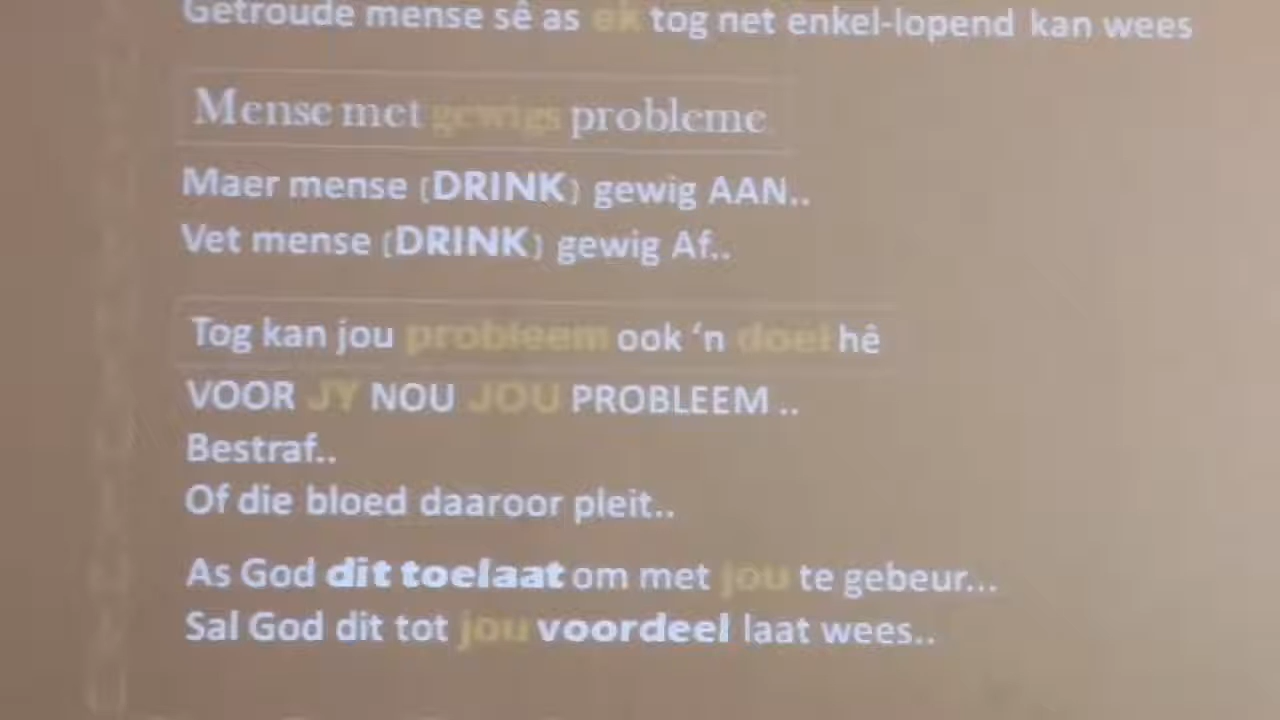 Getroude mense sê as ek tog net enkel-lopend kan wees
Mense met gewigs probleme
Maer mense (DRINK) gewig AAN..
Vet mense (DRINK) gewig Af..
Tog kan jou probleem ook ‘n doel hê
VOOR JY NOU JOU PROBLEEM ..
Bestraf..
Of die bloed daaroor pleit..
As God dit toelaat om met jou te gebeur...
Sal God dit tot jou voordeel laat wees..